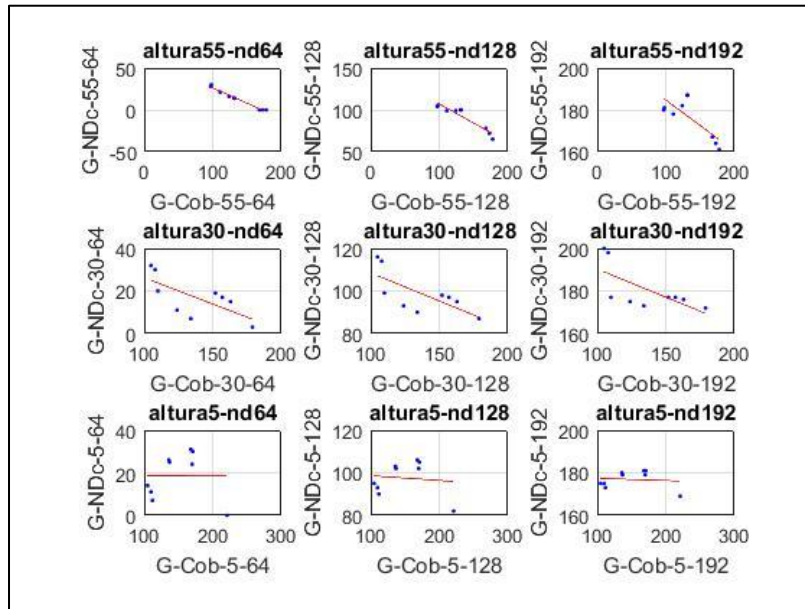 altura55-nd64
G-NDc-55-64
50
0
-50
0
100
200
G-Cob-55-64
altura55-nd128
G-NDc-55-128
150
100
50
0
100
200
G-Cob-55-128
altura55-nd192
G-NDc-55-192
200
180
160
0
100
200
G-Cob-55-192
altura30-nd64
G-NDc-30-64
40
20
0
100
150
200
G-Cob-30-64
altura30-nd128
G-NDc-30-128
120
100
80
100
150
200
G-Cob-30-128
altura30-nd192
G-NDc-30-192
200
180
160
100
150
200
G-Cob-30-192
altura5-nd64
G-NDc-5-64
40
20
0
100
200
300
G-Cob-5-64
altura5-nd128
G-NDc-5-128
120
100
80
100
200
300
G-Cob-5-128
altura5-nd192
G-NDc-5-192
200
180
160
100
200
300
G-Cob-5-192